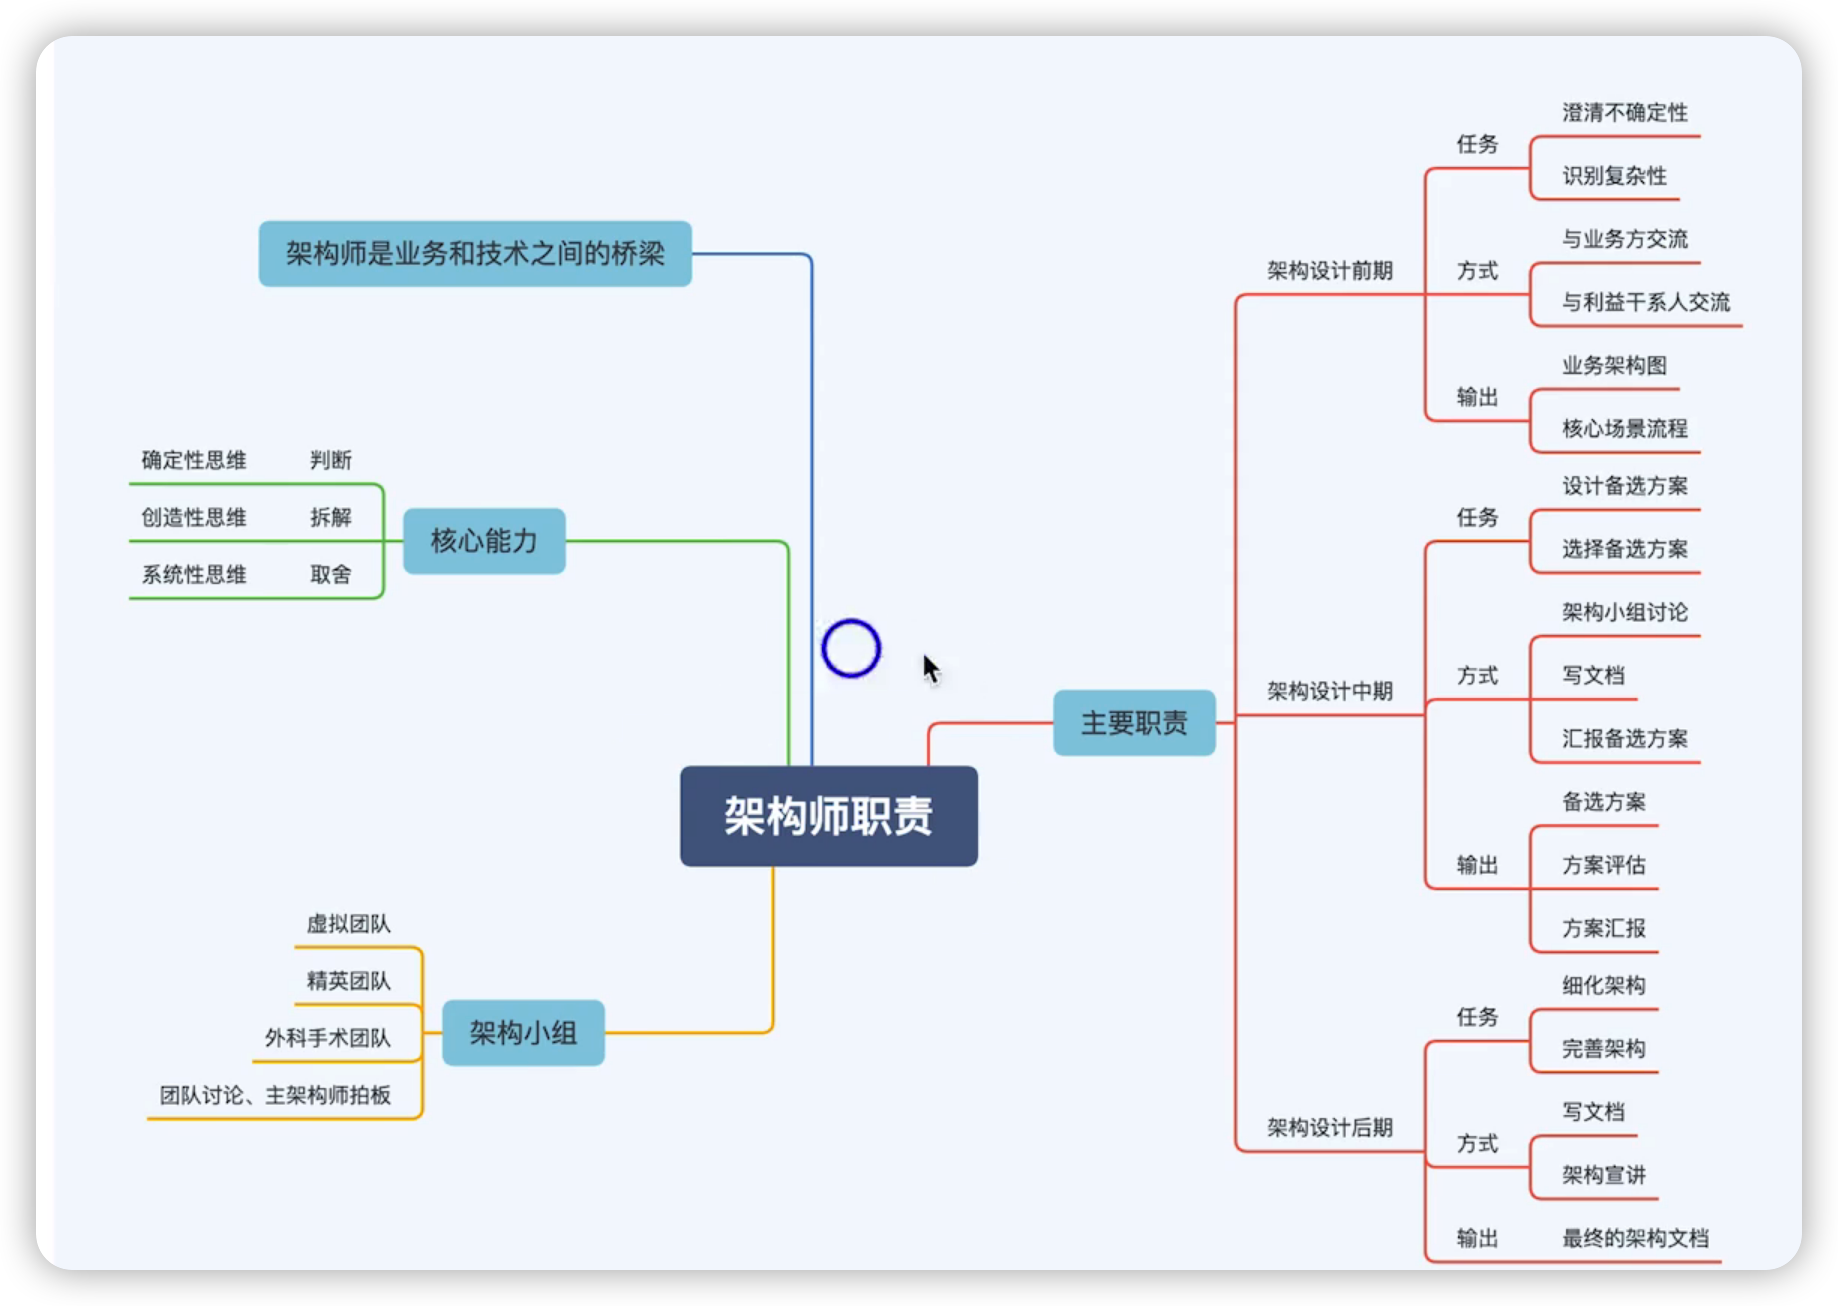 架构师职责
架构师是业务和技术之间的桥梁
核心能力
判断
确定性思维
拆解
创造性思维
取舍
系统性思维
架构小组
虚拟团队
精英团队
外科手术团队
团队讨论、主架构师拍板
主要职责
架构设计前期
任务
澄清不确定性
识别复杂性
方式
与业务方交流
与利益干系人交流
输出
业务架构图
核心场景流程
架构设计中期
任务
设计备选方案
选择备选方案
方式
架构小组讨论
写文档
汇报备选方案
输出
备选方案
方案评估
方案汇报
架构设计后期
任务
细化架构
完善架构
方式
写文档
架构宣讲
输出
最终的架构文档